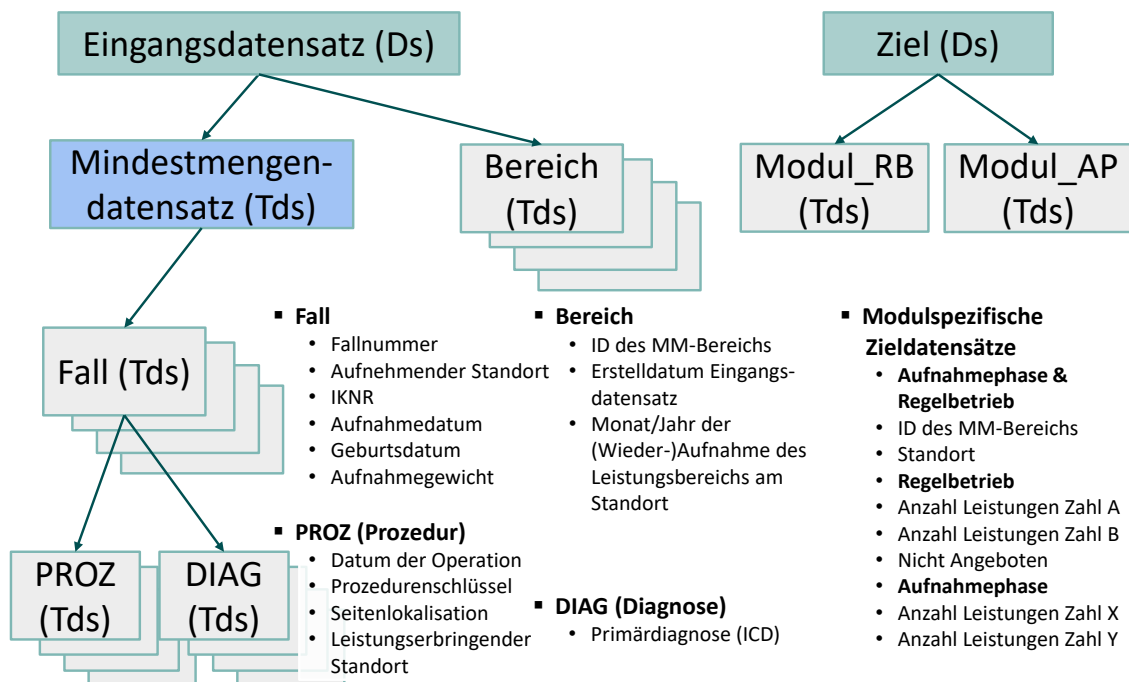 Eingangsdatensatz (Ds)
Ziel (Ds)
Mindestmengen-
datensatz (Tds)
Bereich
(Tds)
Modul_RB
(Tds)
Modul_AP
(Tds)
Fall (Tds)
PROZ
(Tds)
DIAG
(Tds)
▪ Fall
• Fallnummer
• Aufnehmender Standort
• IKNR
• Aufnahmedatum
• Geburtsdatum
• Aufnahmegewicht
▪ PROZ (Prozedur)
• Datum der Operation
• Prozedurenschlüssel
• Seitenlokalisation
• Leistungserbringender
Standort
▪ Bereich
• ID des MM-Bereichs
• Erstelldatum Eingangs-
datensatz
• Monat/Jahr der
(Wieder-)Aufnahme des
Leistungsbereichs am
Standort
▪ DIAG (Diagnose)
• Primärdiagnose (ICD)
▪ Modulspezifische
Zieldatensätze
• Aufnahmephase &
Regelbetrieb
• ID des MM-Bereichs
• Standort
• Regelbetrieb
• Anzahl Leistungen Zahl A
• Anzahl Leistungen Zahl B
• Nicht Angeboten
• Aufnahmephase
• Anzahl Leistungen Zahl X
• Anzahl Leistungen Zahl Y